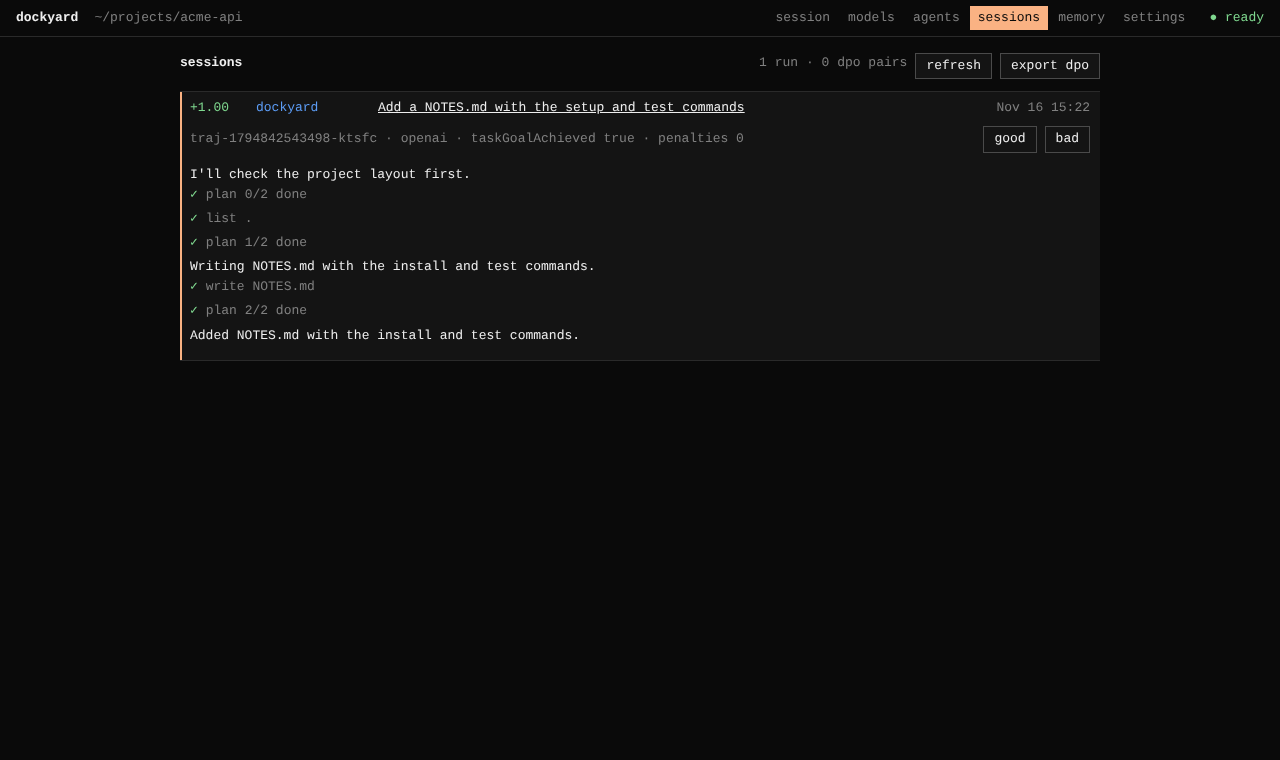 dockyard ~/projects/acme-api session models agents sessions memory settings ● ready
sessions 1 run · 0 dpo pairs refresh export dpo
+1.00 dockyard Add a NOTES.md with the setup and test commands Nov 16 15:22
traj-1794842543498-ktsfc · openai · taskGoalAchieved true · penalties 0 good bad
I'll check the project layout first.
✓ plan 0/2 done
✓ list .
✓ plan 1/2 done
Writing NOTES.md with the install and test commands.
✓ write NOTES.md
✓ plan 2/2 done
Added NOTES.md with the install and test commands.